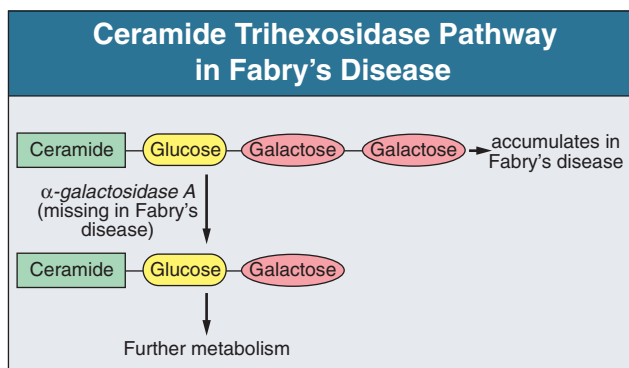 Ceramide Trihexosidase Pathway
in Fabry's Disease
Ceramide Glucose Galactose Galactose accumulates in
Fabry's disease
α-galactosidase A
(missing in Fabry's
disease)
Ceramide Glucose Galactose
Further metabolism